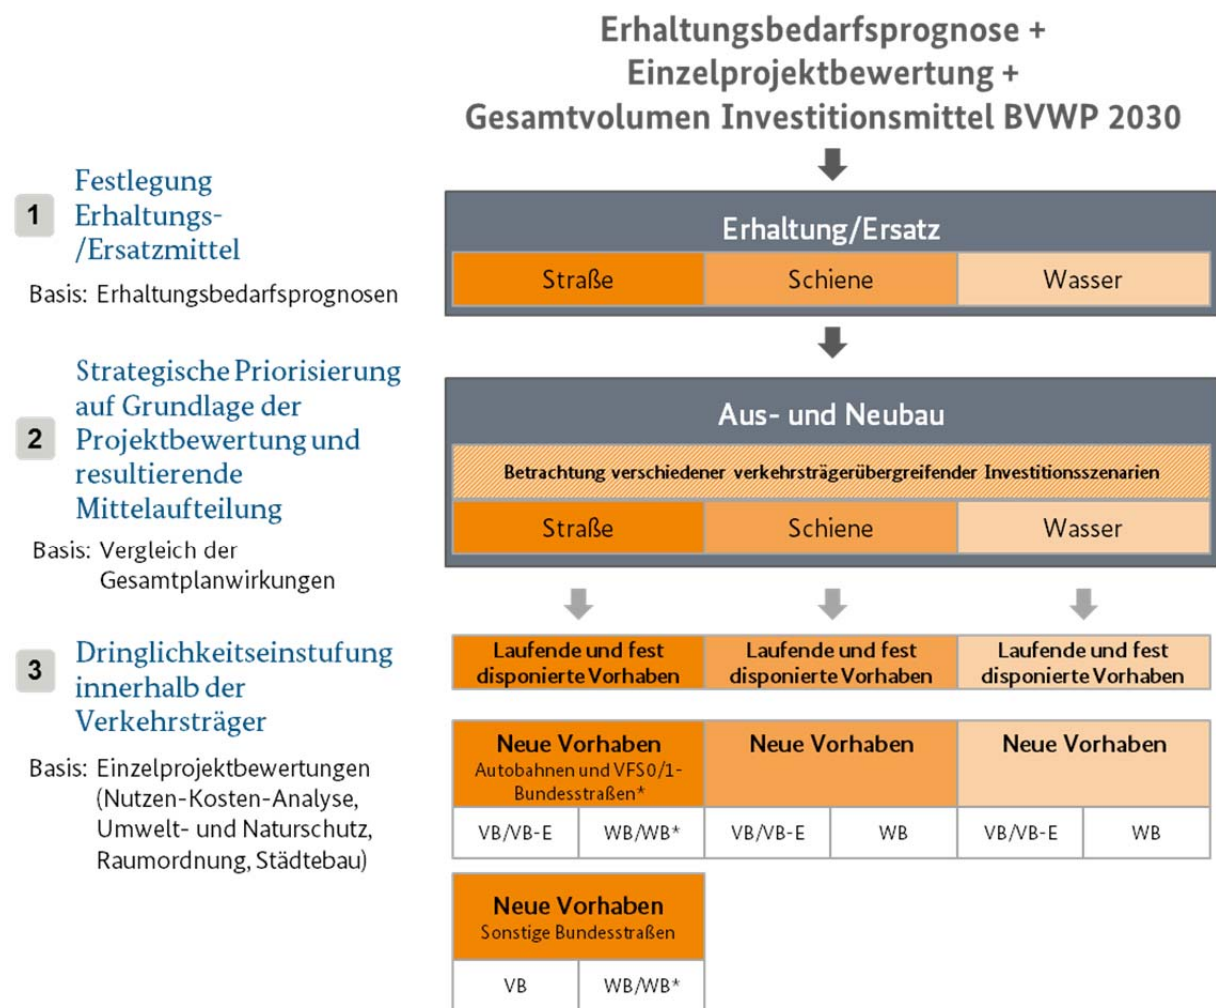 Erhaltungsbedarfsprognose +
Einzelprojektbewertung +
Gesamtvolumen Investitionsmittel BVWP 2030
1
Festlegung
Erhaltungs-
/Ersatzmittel
Basis: Erhaltungsbedarfsprognosen
Erhaltung/Ersatz
Straße
Schiene
Wasser
2
Strategische Priorisierung
auf Grundlage der
Projektbewertung und
resultierende
Mittelaufteilung
Basis: Vergleich der
Gesamtplanwirkungen
Aus- und Neubau
Betrachtung verschiedener verkehrsträgerübergreifender Investitionsszenarien
Straße
Schiene
Wasser
3
Dringlichkeitseinstufung
innerhalb der
Verkehrsträger
Basis: Einzelprojektbewertungen
(Nutzen-Kosten-Analyse,
Umwelt- und Naturschutz,
Raumordnung, Städtebau)
Laufende und fest
disponierte Vorhaben
Laufende und fest
disponierte Vorhaben
Laufende und fest
disponierte Vorhaben
Neue Vorhaben
Autobahnen und VFS0/1-
Bundesstraßen*
Neue Vorhaben
Neue Vorhaben
VB/VB-E
WB/WB*
VB/VB-E
WB
VB/VB-E
WB
Neue Vorhaben
Sonstige Bundesstraßen
VB
WB/WB*